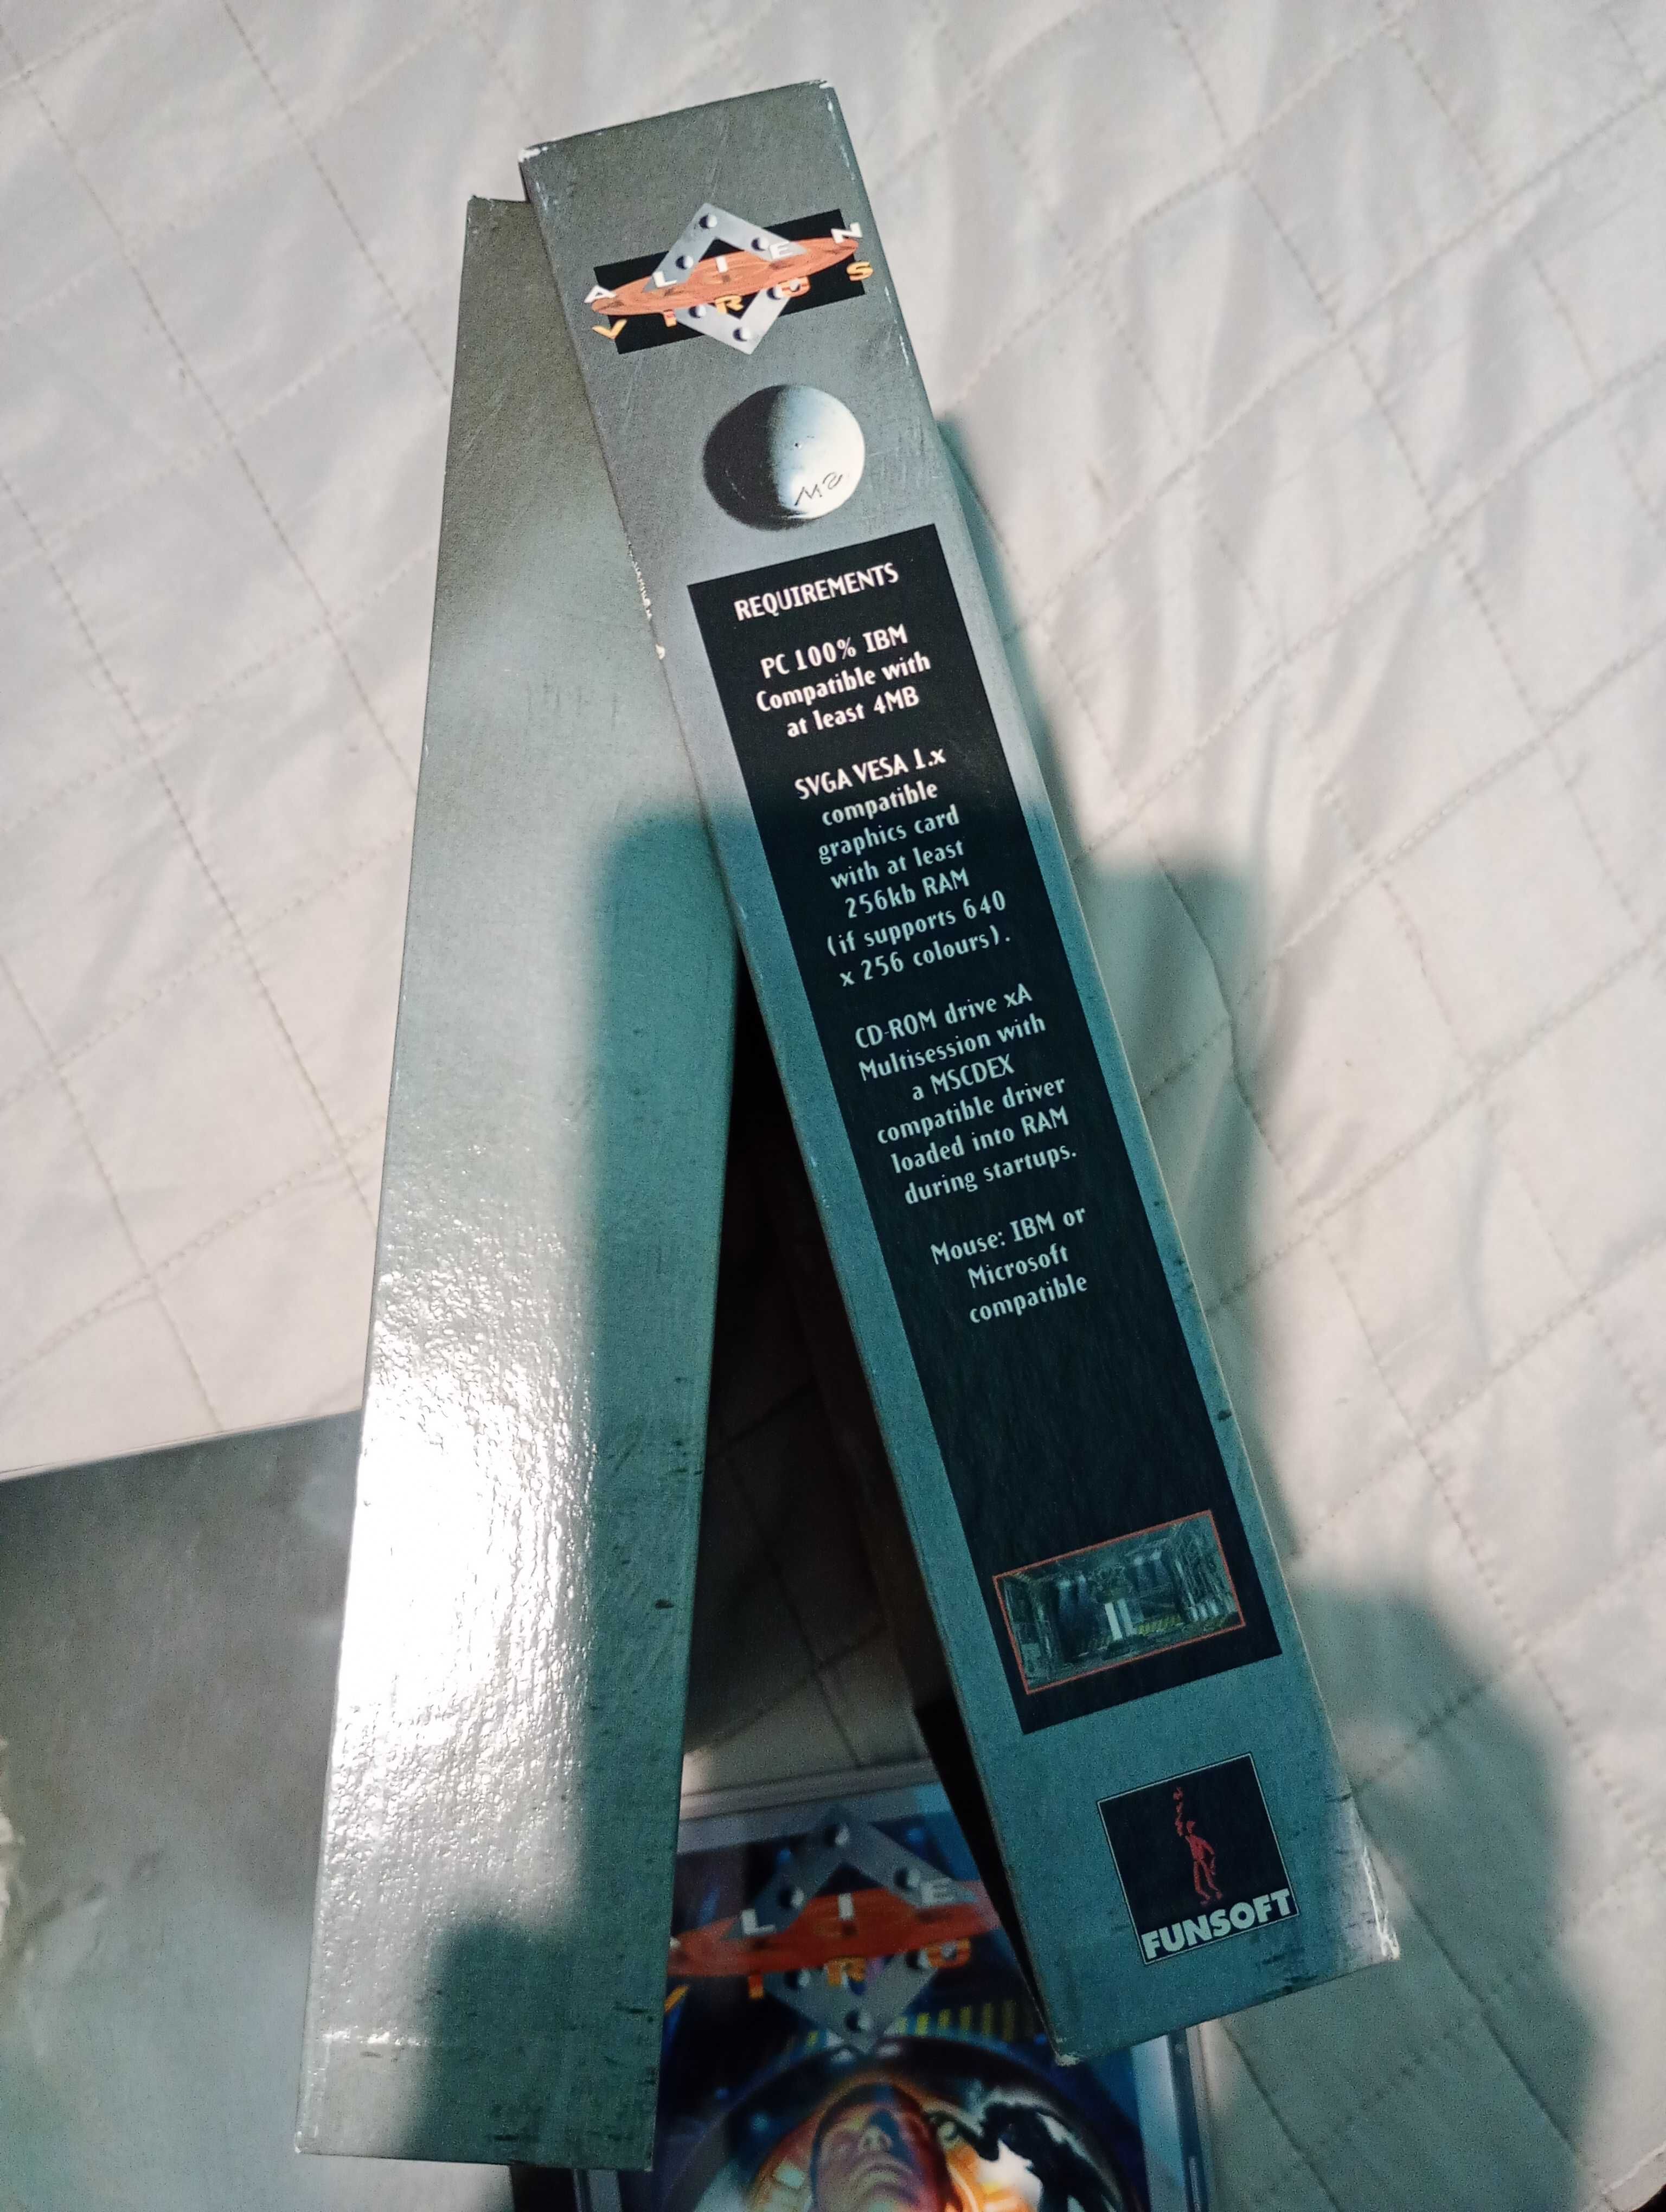 ALIEN
VIRUS
REQUIREMENTS
PC 100% IBM
Compatible with
at least 4MB
SVGA VESA 1.x
compatible
graphics card
with at least
256kb RAM
(if supports 640
x 256 colours).
CD-ROM drive xA
Multisession with
a MSCDEX
compatible driver
loaded into RAM
during startups.
Mouse: IBM or
Microsoft
compatible
FUNSOFT
LIE
VIRU